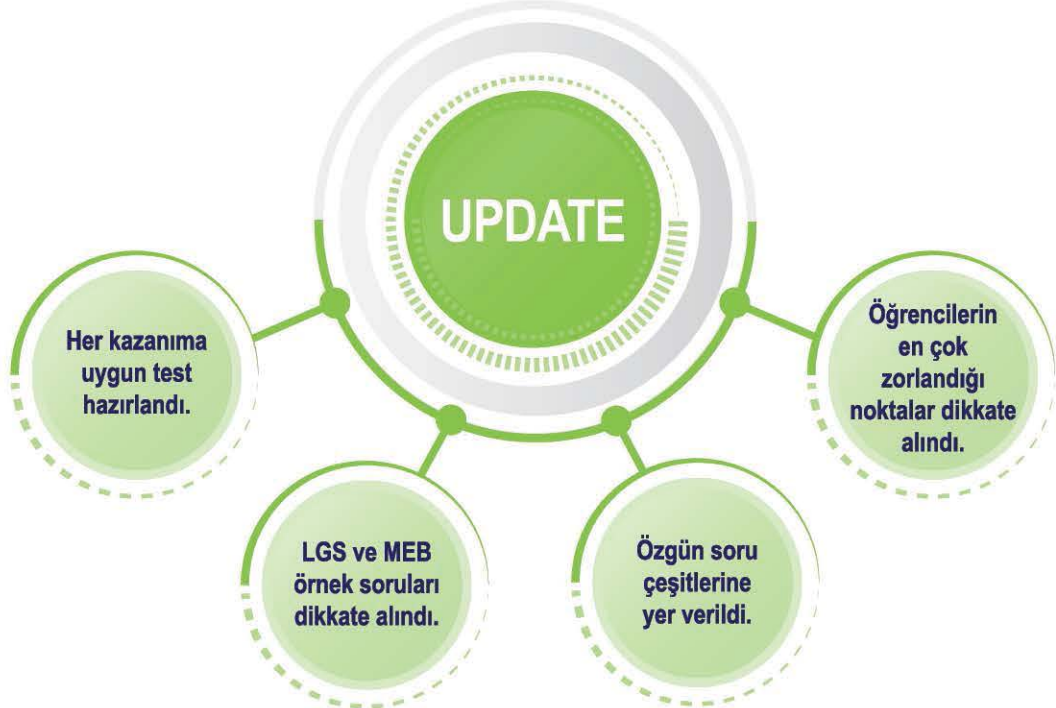 UPDATE
Her kazanıma
uygun test
hazırlandı.
LGS ve MEB
örnek soruları
dikkate alındı.
Özgün soru
çeşitlerine
yer verildi.
Öğrencilerin
en çok
zorlandığı
noktalar dikkate
alındı.